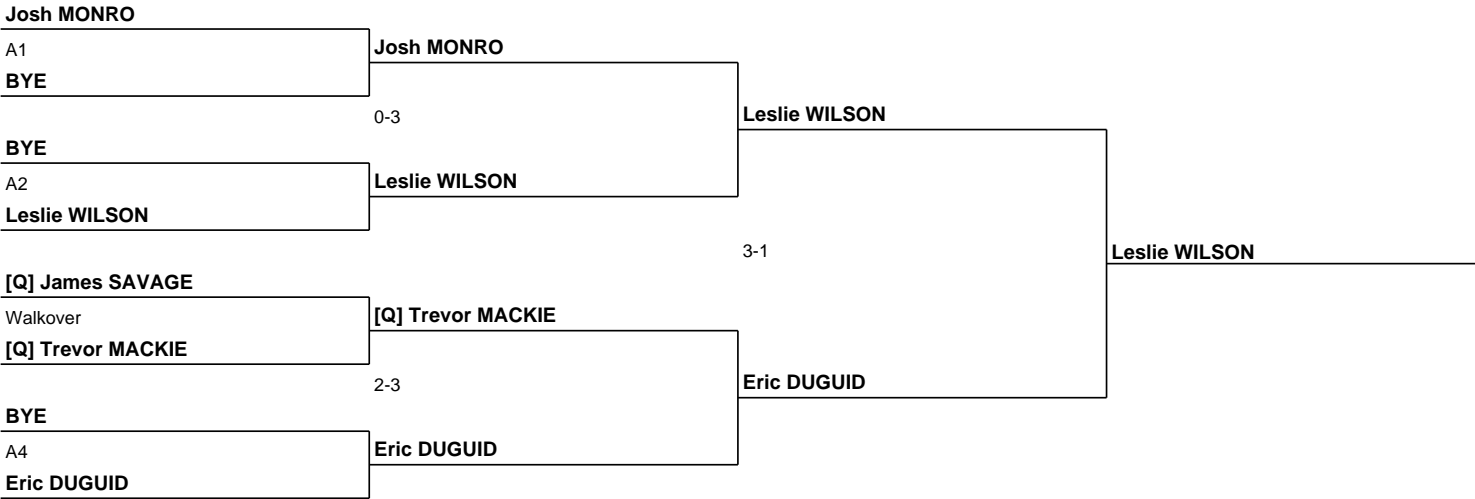 Josh MONRO
A1
BYE
Josh MONRO
0-3
BYE
A2
Leslie WILSON
Leslie WILSON
Leslie WILSON
3-1
Leslie WILSON
[Q] James SAVAGE
Walkover
[Q] Trevor MACKIE
[Q] Trevor MACKIE
2-3
BYE
A4
Eric DUGUID
Eric DUGUID
Eric DUGUID